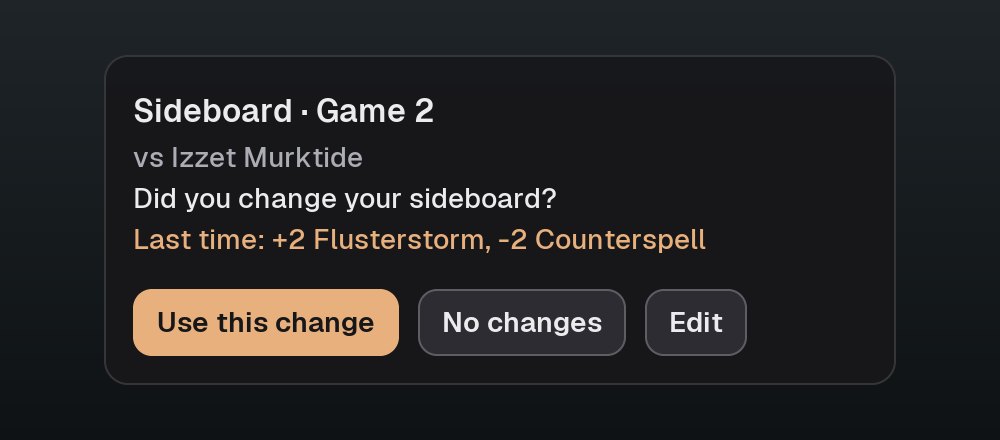 Sideboard · Game 2
vs Izzet Murktide
Did you change your sideboard?
Last time: +2 Flusterstorm, -2 Counterspell
Use this change
No changes
Edit